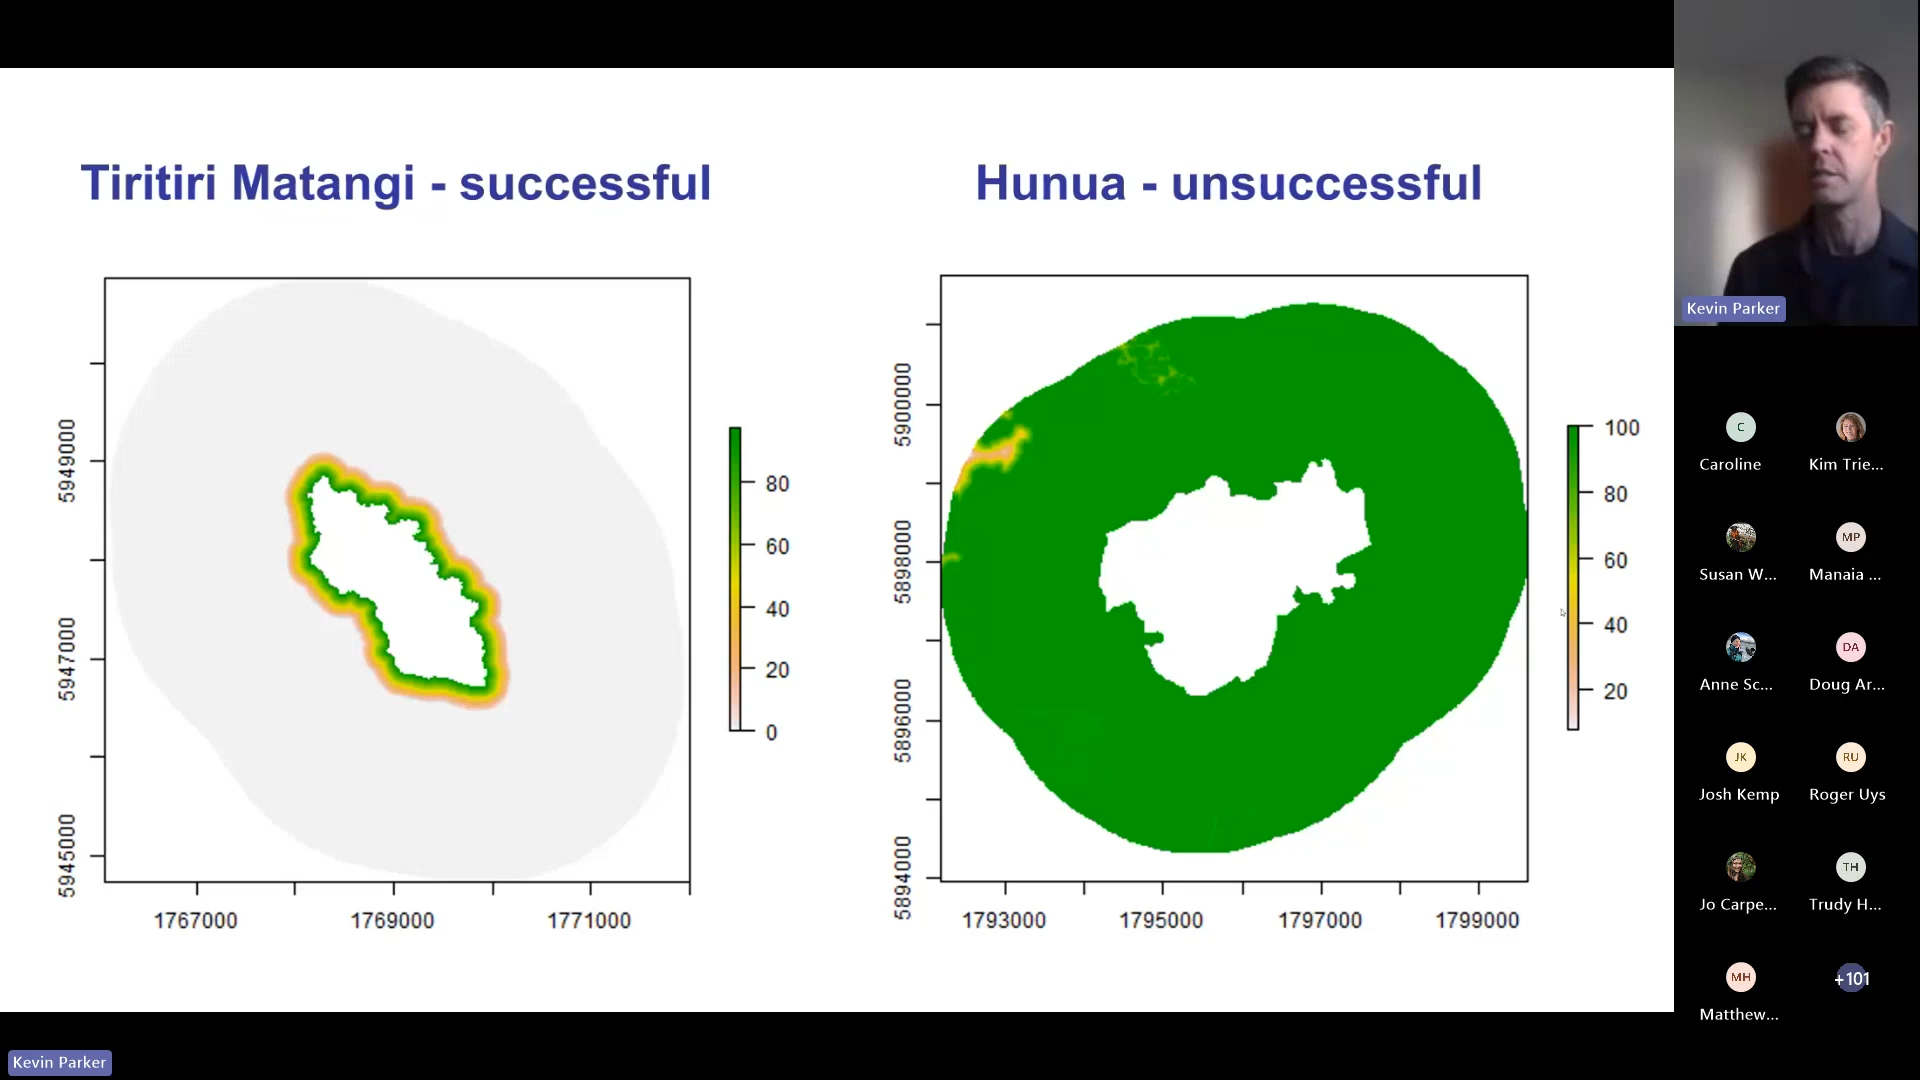 Tiritiri Matangi - successful
Hunua - unsuccessful
5949000
5947000
5945000
1767000
1769000
1771000
80
60
40
20
0
5900000
5898000
5896000
5894000
1793000
1795000
1797000
1799000
100
80
60
40
20
Kevin Parker
C
Caroline
Kim Trie...
Susan W...
MP
Manaia ...
Anne Sc...
DA
Doug Ar...
JK
Josh Kemp
RU
Roger Uys
Jo Carpe...
TH
Trudy H...
MH
Matthew...
+101
Kevin Parker